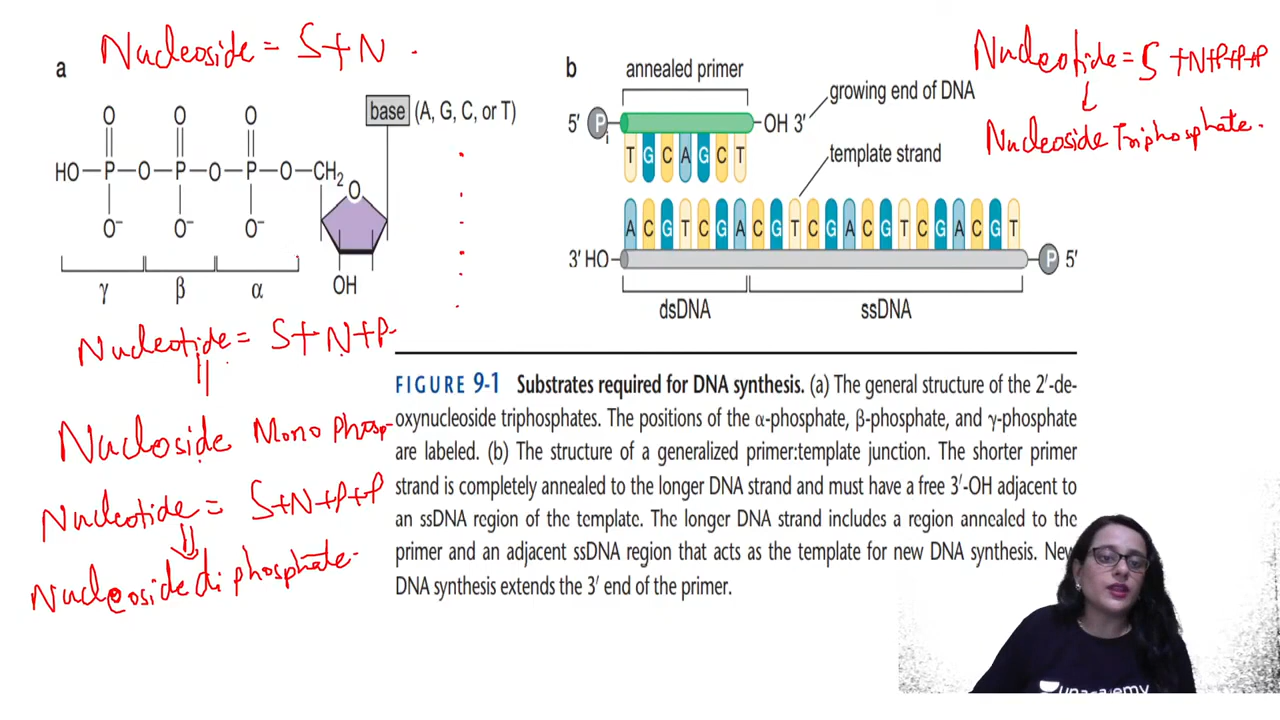 Nucleoside = S+N
Nucleotide = S+N+P+P+P
Nucleoside Triphosphate.
a
HO—P—O—P—O—P—O—CH2
O
O
O
O
O-
O-
O-
OH
base (A, G, C, or T)
γ
β
α
b
annealed primer
growing end of DNA
5′ P
i
OH 3′
T G C A G C T
template strand
A C G T C G A C G T C G A C G T C G A C G T
3′ HO
P 5′
dsDNA
ssDNA
Nucleotide = S+N+P
Nucloside Mono Phosp
Nucleotide = S+N+P+P
Nucleoside diphosphate
FIGURE 9-1 Substrates required for DNA synthesis. (a) The general structure of the 2′-de-
oxynucleoside triphosphates. The positions of the α-phosphate, β-phosphate, and γ-phosphate
are labeled. (b) The structure of a generalized primer:template junction. The shorter primer
strand is completely annealed to the longer DNA strand and must have a free 3′-OH adjacent to
an ssDNA region of the template. The longer DNA strand includes a region annealed to the
primer and an adjacent ssDNA region that acts as the template for new DNA synthesis. New
DNA synthesis extends the 3′ end of the primer.
unacademy